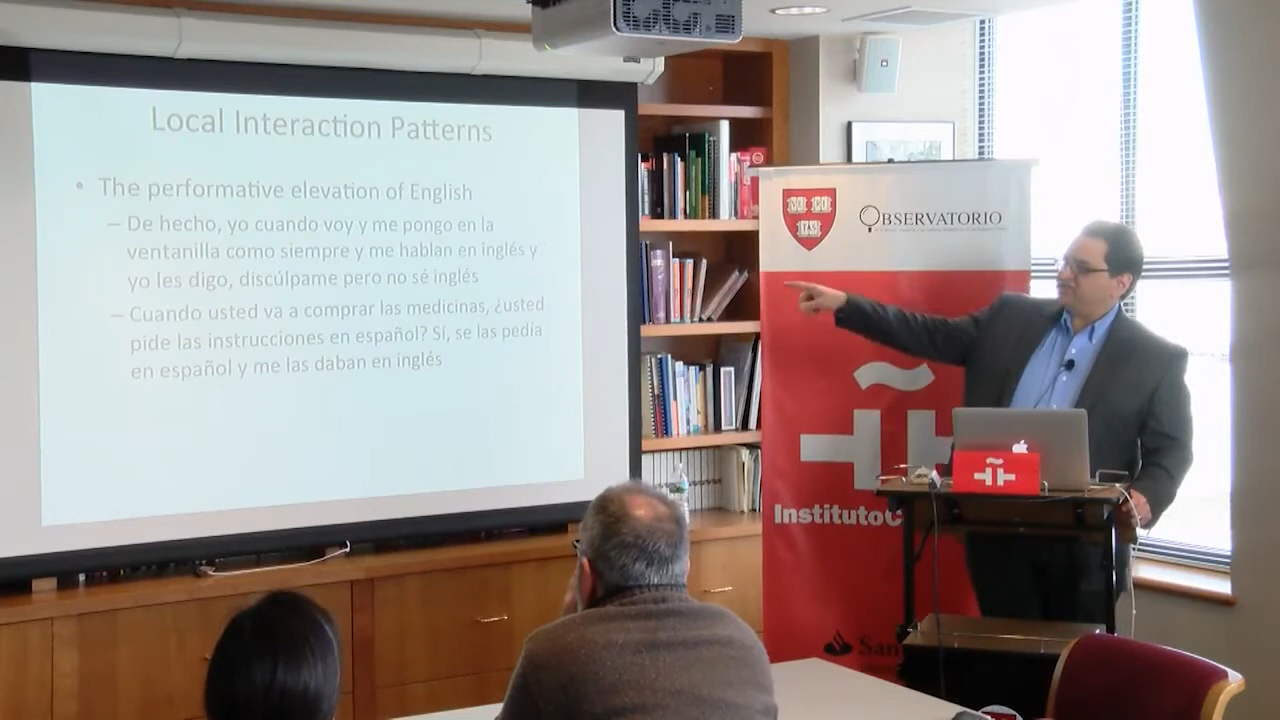 Local Interaction Patterns
• The performative elevation of English
– De hecho, yo cuando voy y me pongo en la
ventanilla como siempre y me hablan en inglés y
yo les digo, discúlpame pero no sé inglés
– Cuando usted va a comprar las medicinas, ¿usted
pide las instrucciones en español? Sí, se las pedía
en español y me las daban en inglés
OBSERVATORIO
InstitutoC
San